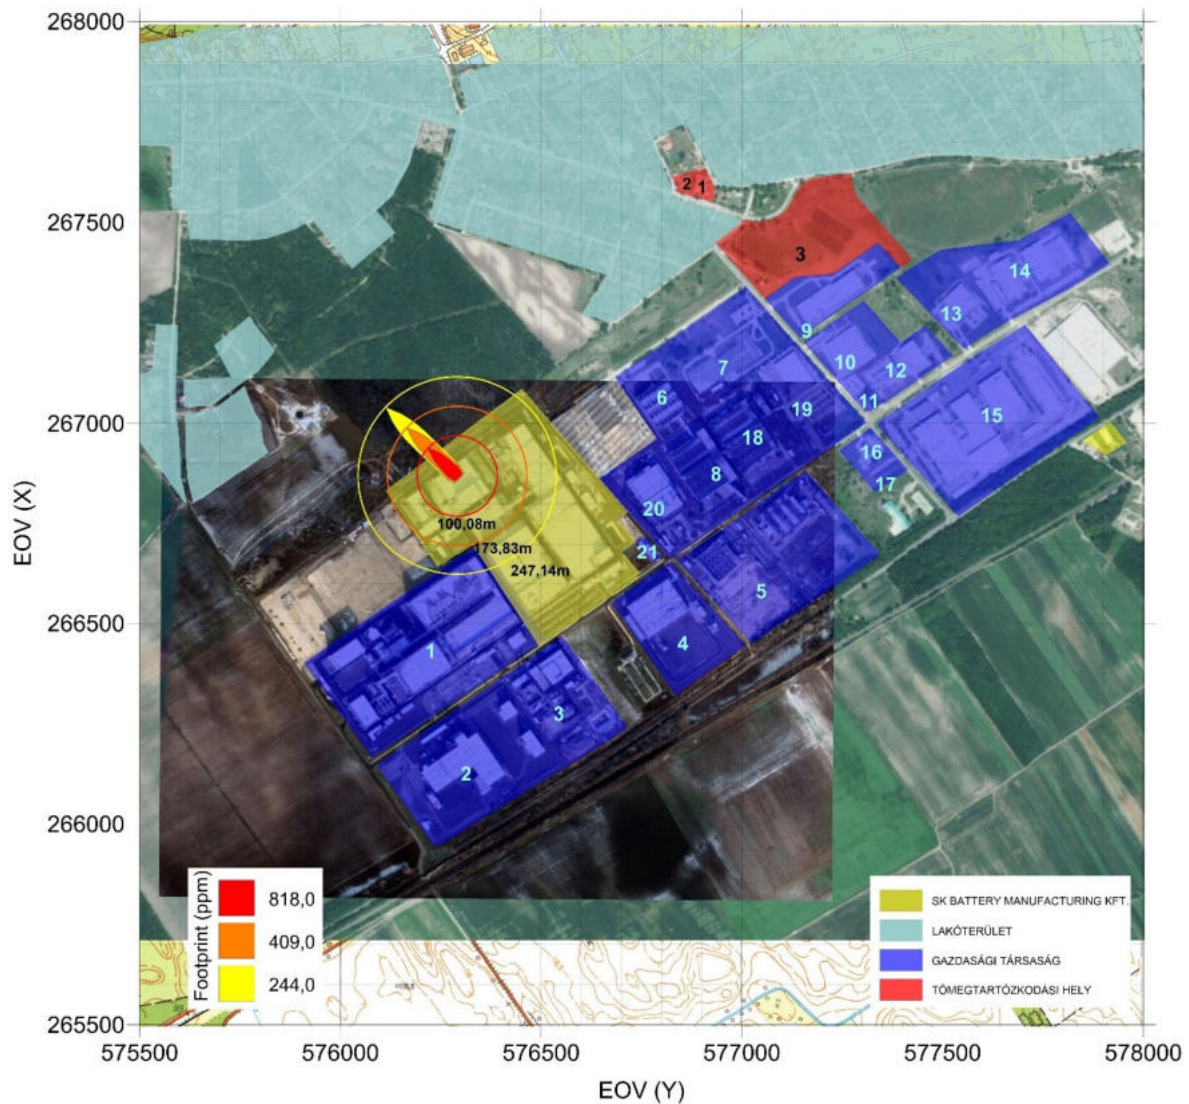 268000
267500
267000
266500
266000
265500
EOV (X)
2 1
3
14
13
9
10
12
7
11
6
19
15
18
16
8
17
20
100,08m
21
173,83m
247,14m
5
4
1
3
2
Footprint (ppm)
818,0
409,0
244,0
SK BATTERY MANUFACTURING KFT.
LAKÓTERÜLET
GAZDASÁGI TÁRSASÁG
TÖMEGTARTÓZKODÁSI HELY
575500 576000 576500 577000 577500 578000
EOV (Y)